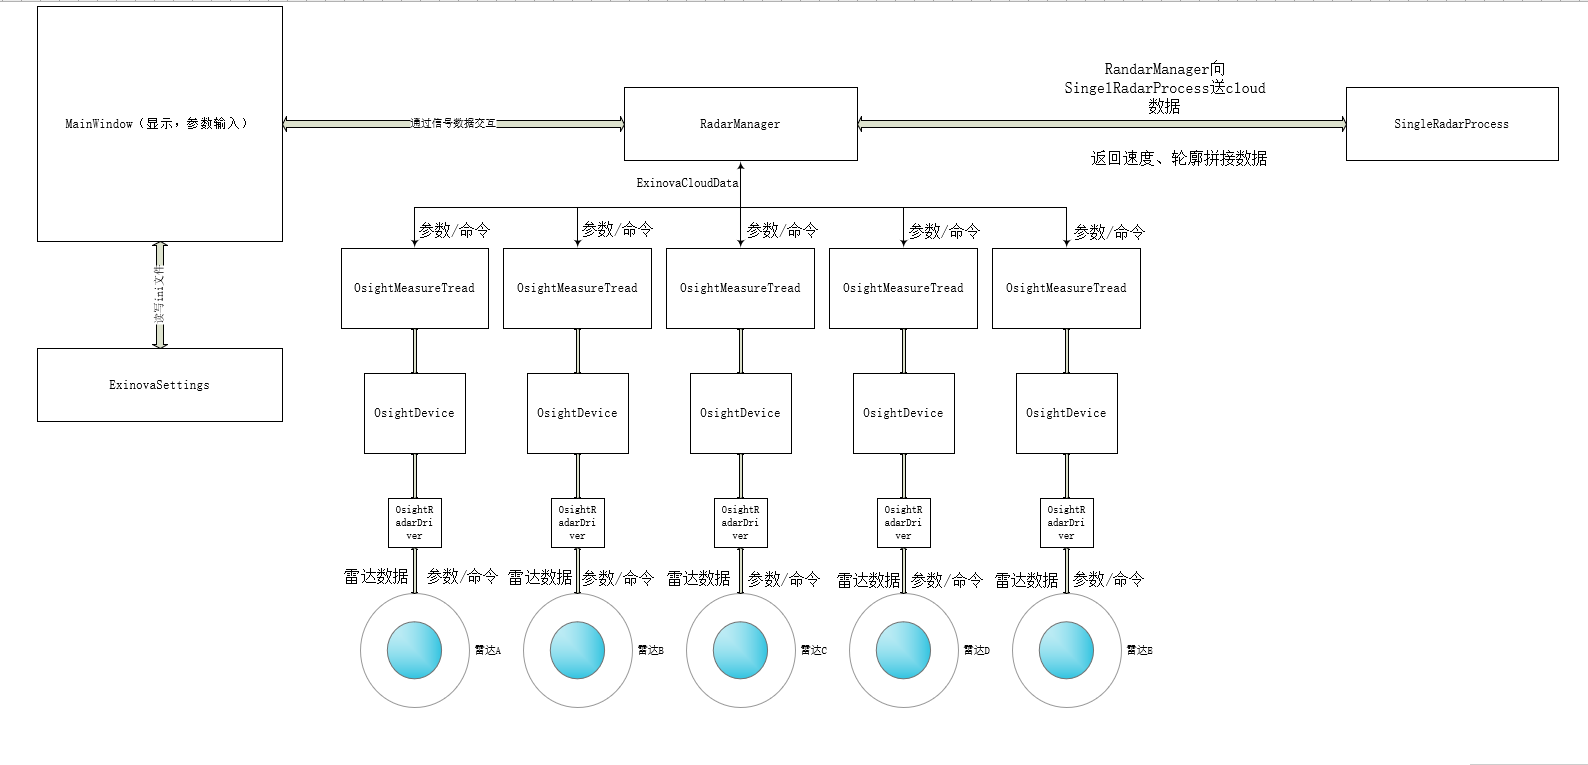 RandarManager向
SingelRadarProcess送cloud
数据
MainWindow（显示，参数输入）
通过信号数据交互
RadarManager
SingleRadarProcess
返回速度、轮廓拼接数据
ExinovaCloudData
参数/命令
参数/命令
参数/命令
参数/命令
参数/命令
读写ini文件
OsightMeasureTread
OsightMeasureTread
OsightMeasureTread
OsightMeasureTread
OsightMeasureTread
ExinovaSettings
OsightDevice
OsightDevice
OsightDevice
OsightDevice
OsightDevice
OsightR
adarDri
ver
OsightR
adarDri
ver
OsightR
adarDri
ver
OsightR
adarDri
ver
OsightR
adarDri
ver
雷达数据
参数/命令
雷达数据
参数/命令
雷达数据
参数/命令
雷达数据
参数/命令
雷达数据
参数/命令
雷达A
雷达B
雷达C
雷达D
雷达E